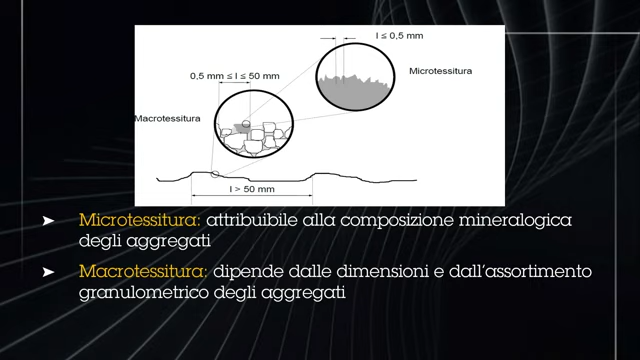 l ≤ 0,5 mm
Microtessitura
0,5 mm ≤ l ≤ 50 mm
Macrotessitura
l > 50 mm
➤ Microtessitura: attribuibile alla composizione mineralogica
degli aggregati
➤ Macrotessitura: dipende dalle dimensioni e dall'assortimento
granulometrico degli aggregati